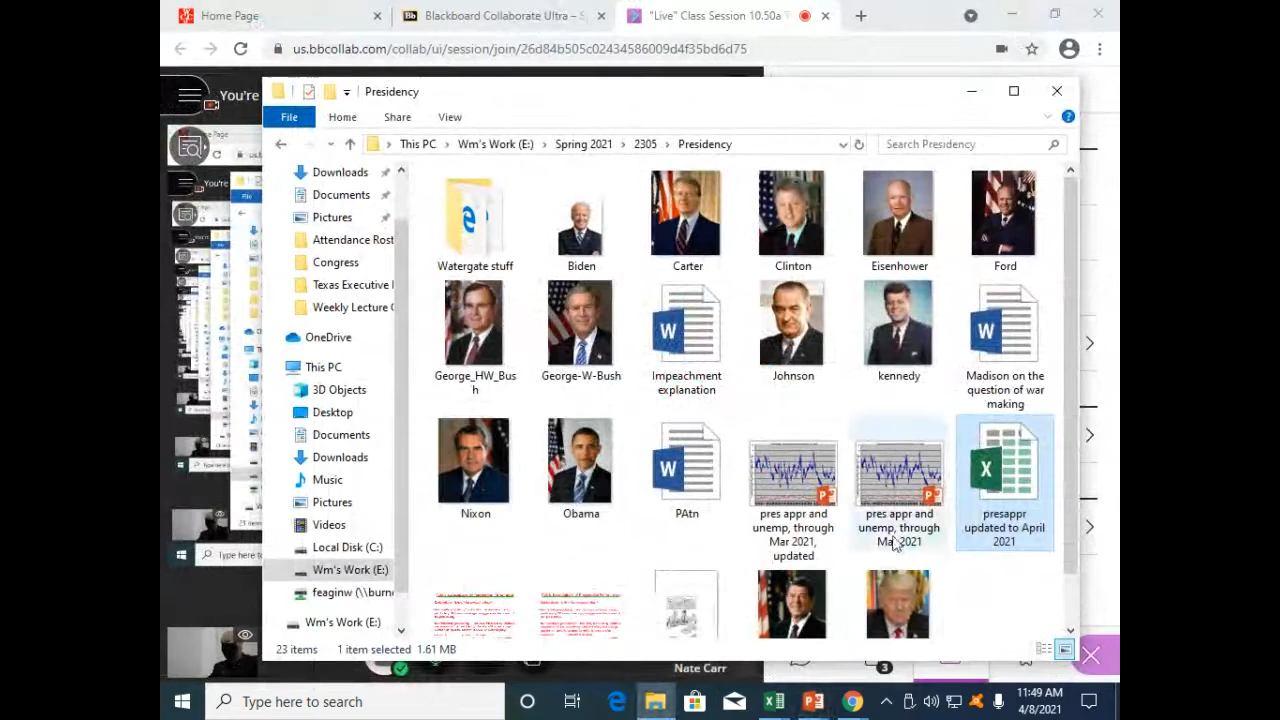 Home Page
Blackboard Collaborate Ultra – S
"Live" Class Session 10.50a
us.bbcollab.com/collab/ui/session/join/26d84b505c02434586009d4f35bd6d75
You're
Presidency
File Home Share View
This PC Wm's Work (E:) Spring 2021 2305 Presidency
Search Presidency
Downloads
Documents
Pictures
Attendance Rost
Congress
Texas Executive
Weekly Lecture
OneDrive
This PC
3D Objects
Desktop
Documents
Downloads
Music
Pictures
Videos
Local Disk (C:)
Wm's Work (E:)
Wm's Work (E:)
Watergate stuff
Biden
Carter
Clinton
Eisenhower
Ford
George_HW_Bus
h
George-W-Bush
Impeachment
explanation
Johnson
kennedy
Madison on the
question of war
making
Nixon
Obama
PAtn
pres appr and
unemp, through
Mar 2021,
updated
pres appr and
unemp, through
Mar 2021
presappr
updated to April
2021
23 items 1 item selected 1.61 MB
Nate Carr
3
Type here to search
11:49 AM
4/8/2021